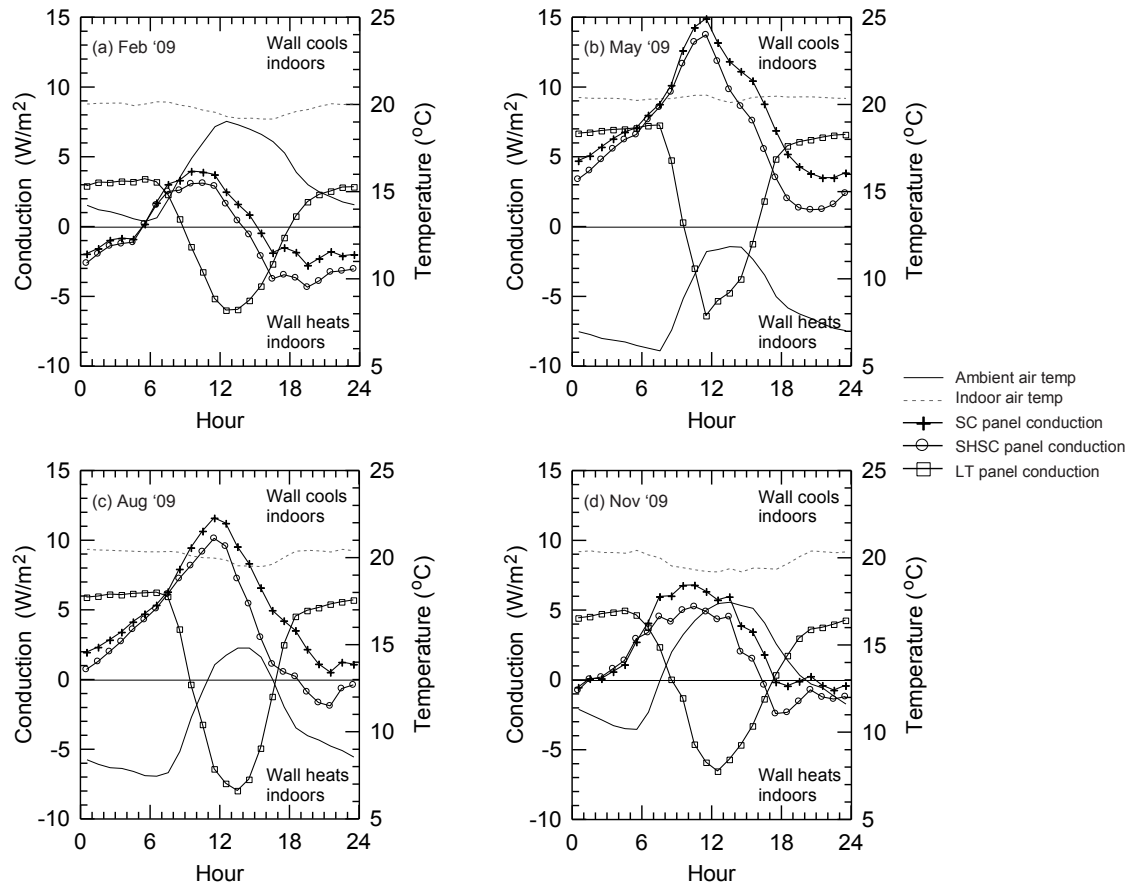 (a) Feb ‘09
Wall cools
indoors
Wall heats
indoors
15
10
5
0
-5
-10
25
20
15
10
5
0
6
12
18
24
Conduction (W/m2)
Temperature (oC)
Hour
(b) May ‘09
Wall cools
indoors
Wall heats
indoors
15
10
5
0
-5
-10
25
20
15
10
5
0
6
12
18
24
Conduction (W/m2)
Temperature (oC)
Hour
Ambient air temp
Indoor air temp
SC panel conduction
SHSC panel conduction
LT panel conduction
(c) Aug ‘09
Wall cools
indoors
Wall heats
indoors
15
10
5
0
-5
-10
25
20
15
10
5
0
6
12
18
24
Conduction (W/m2)
Temperature (oC)
Hour
(d) Nov ‘09
Wall cools
indoors
Wall heats
indoors
15
10
5
0
-5
-10
25
20
15
10
5
0
6
12
18
24
Conduction (W/m2)
Temperature (oC)
Hour